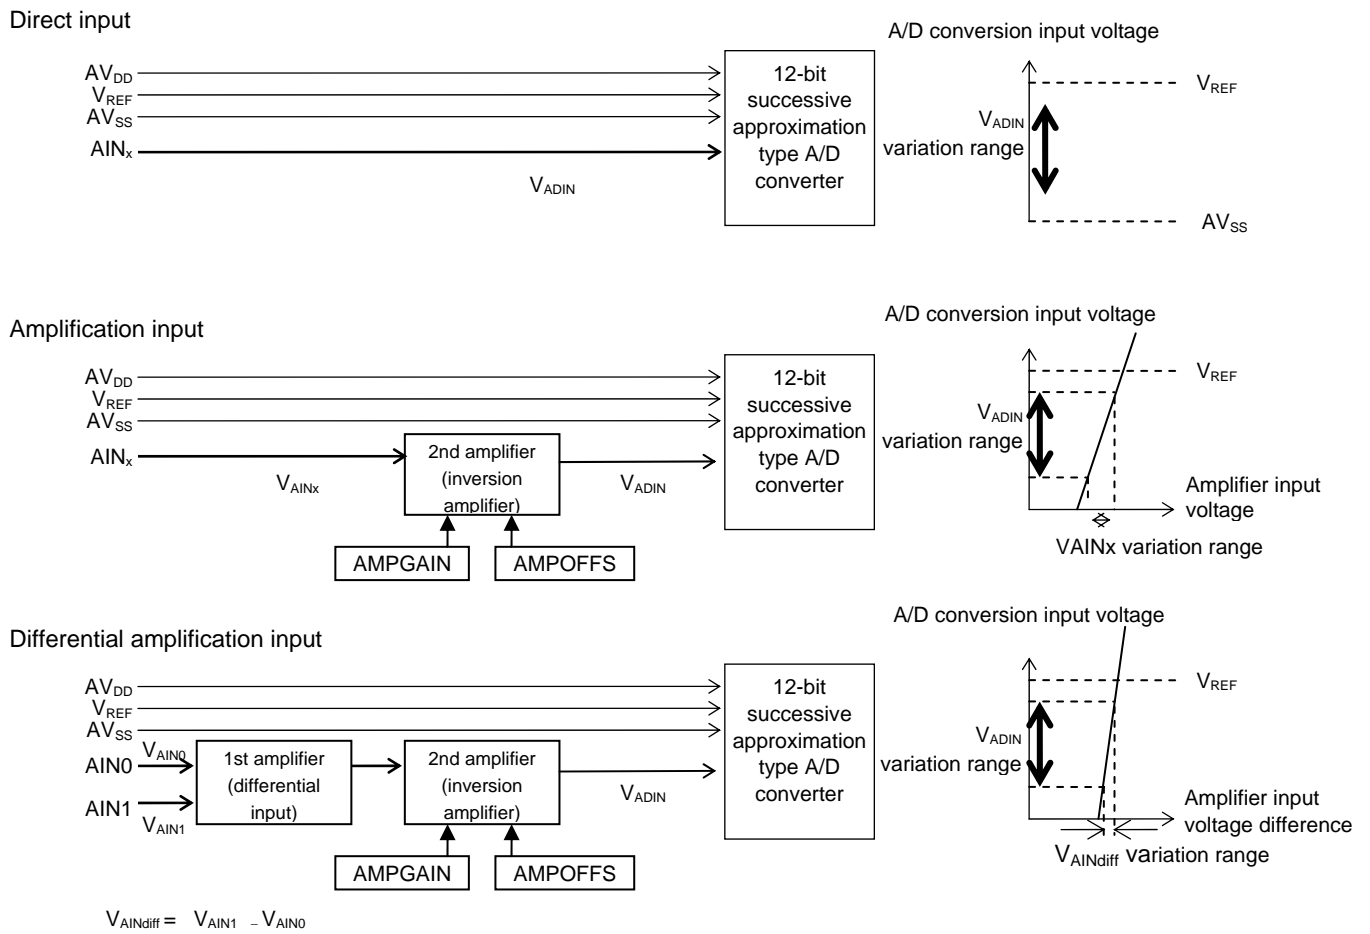 Direct input
A/D conversion input voltage
AVDD
VREF
AVSS
AINx
VADIN
12-bit
successive
approximation
type A/D
converter
VREF
VADIN
variation range
AVSS
Amplification input
A/D conversion input voltage
AVDD
VREF
AVSS
AINx
VAINx
2nd amplifier
(inversion
amplifier)
VADIN
AMPGAIN
AMPOFFS
12-bit
successive
approximation
type A/D
converter
VREF
VADIN
variation range
Amplifier input
voltage
VAINx variation range
Differential amplification input
A/D conversion input voltage
AVDD
VREF
AVSS
VAIN0
AIN0
AIN1
VAIN1
1st amplifier
(differential
input)
2nd amplifier
(inversion
amplifier)
VADIN
AMPGAIN
AMPOFFS
12-bit
successive
approximation
type A/D
converter
VREF
VADIN
variation range
Amplifier input
voltage difference
VAINdiff variation range
VAINdiff = VAIN1 – VAIN0